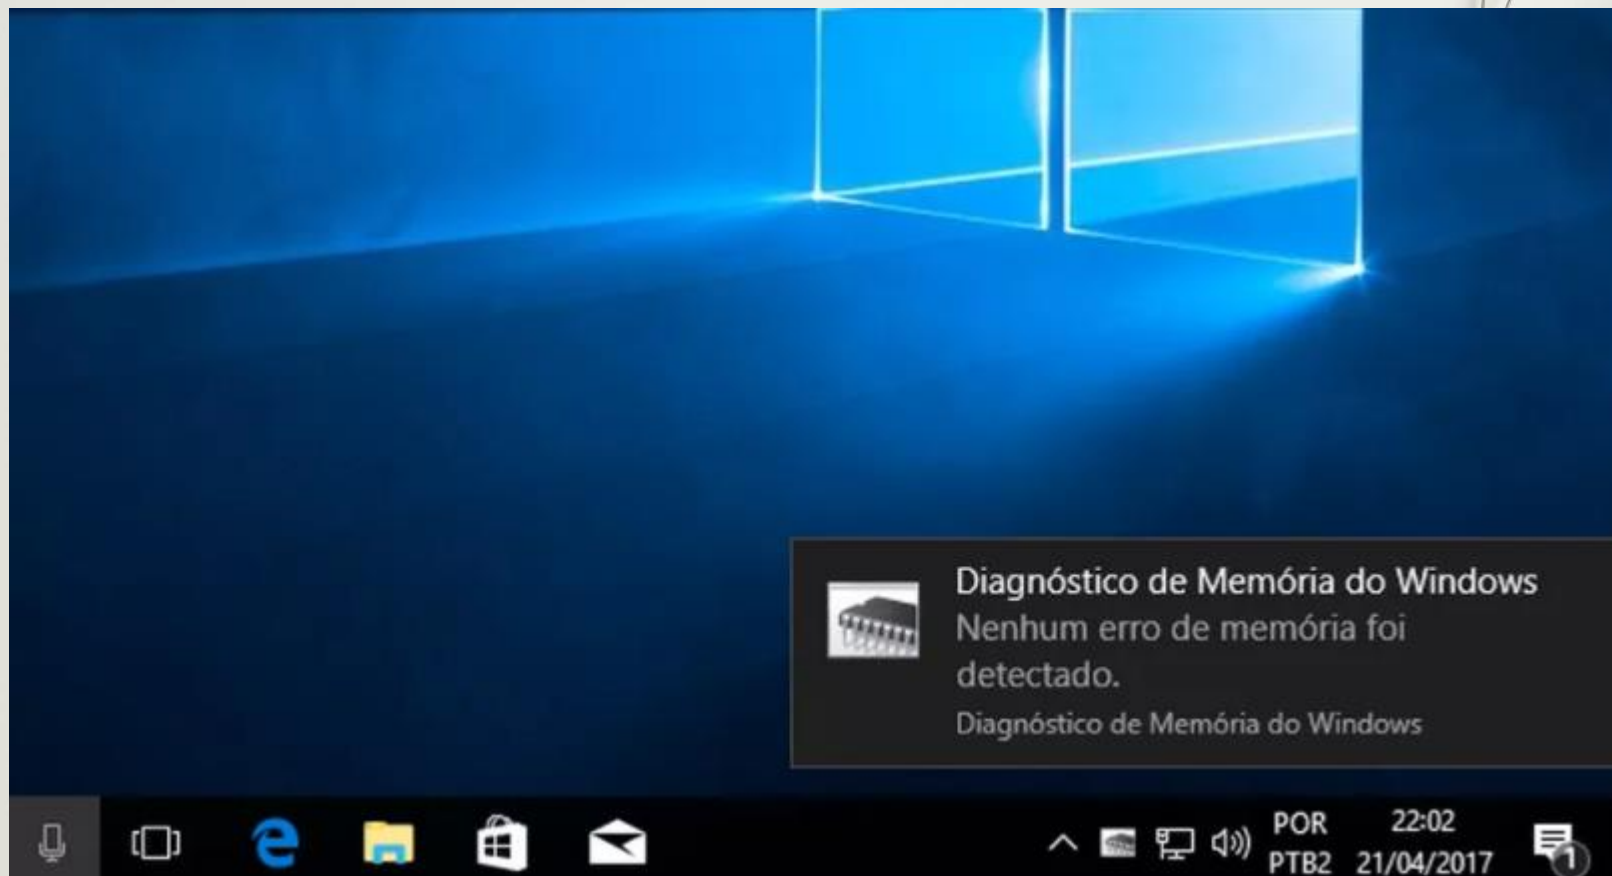 Diagnóstico de Memória do Windows
Nenhum erro de memória foi
detectado.
Diagnóstico de Memória do Windows
POR
PTB2
22:02
21/04/2017
1